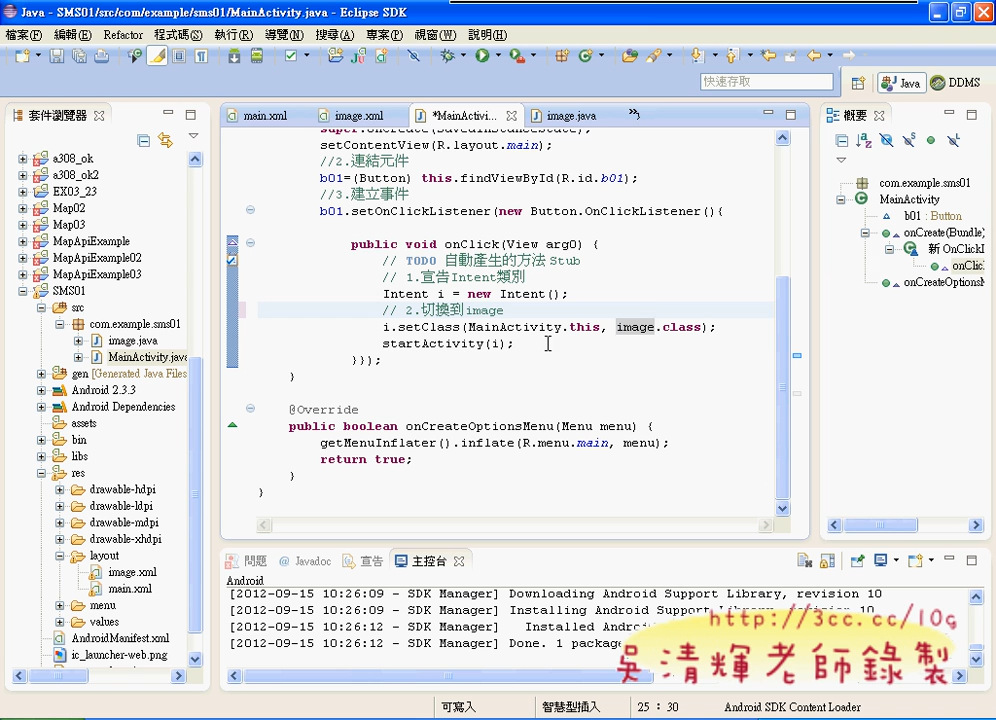 Java - SMS01/src/com/example/sms01/MainActivity.java - Eclipse SDK
檔案(F) 編輯(E) Refactor 程式碼(S) 執行(R) 導覽(N) 搜尋(A) 專案(P) 視窗(W) 說明(H)
快速存取 Java DDMS
套件瀏覽器
a308_ok
a308_ok2
EX03_23
Map02
Map03
MapApiExample
MapApiExample02
MapApiExample03
SMS01
src
com.example.sms01
image.java
MainActivity.java
gen [Generated Java Files
Android 2.3.3
Android Dependencies
assets
bin
libs
res
drawable-hdpi
drawable-ldpi
drawable-mdpi
drawable-xhdpi
layout
image.xml
main.xml
menu
values
AndroidManifest.xml
ic_launcher-web.png
main.xml image.xml *MainActivi... image.java
super.onCreate(savedInstanceState);
setContentView(R.layout.main);
//2.連結元件
b01=(Button) this.findViewById(R.id.b01);
//3.建立事件
b01.setOnClickListener(new Button.OnClickListener(){
public void onClick(View arg0) {
// TODO 自動產生的方法 Stub
// 1.宣告Intent類別
Intent i = new Intent();
// 2.切換到image
i.setClass(MainActivity.this, image.class);
startActivity(i);
}});
}
@Override
public boolean onCreateOptionsMenu(Menu menu) {
getMenuInflater().inflate(R.menu.main, menu);
return true;
}
}
概要
com.example.sms01
MainActivity
b01 : Button
onCreate(Bundle)
新 OnClickL
onClic
onCreateOptionsM
問題 @ Javadoc 宣告 主控台
Android
[2012-09-15 10:26:09 - SDK Manager] Downloading Android Support Library, revision 10
[2012-09-15 10:26:09 - SDK Manager] Installing Android Support Library, revision 10
[2012-09-15 10:26:12 - SDK Manager] Installed Android
[2012-09-15 10:26:12 - SDK Manager] Done. 1 package
http://3cc.cc/10g
吳清輝老師錄製
可寫入 智慧型插入 25 : 30 Android SDK Content Loader